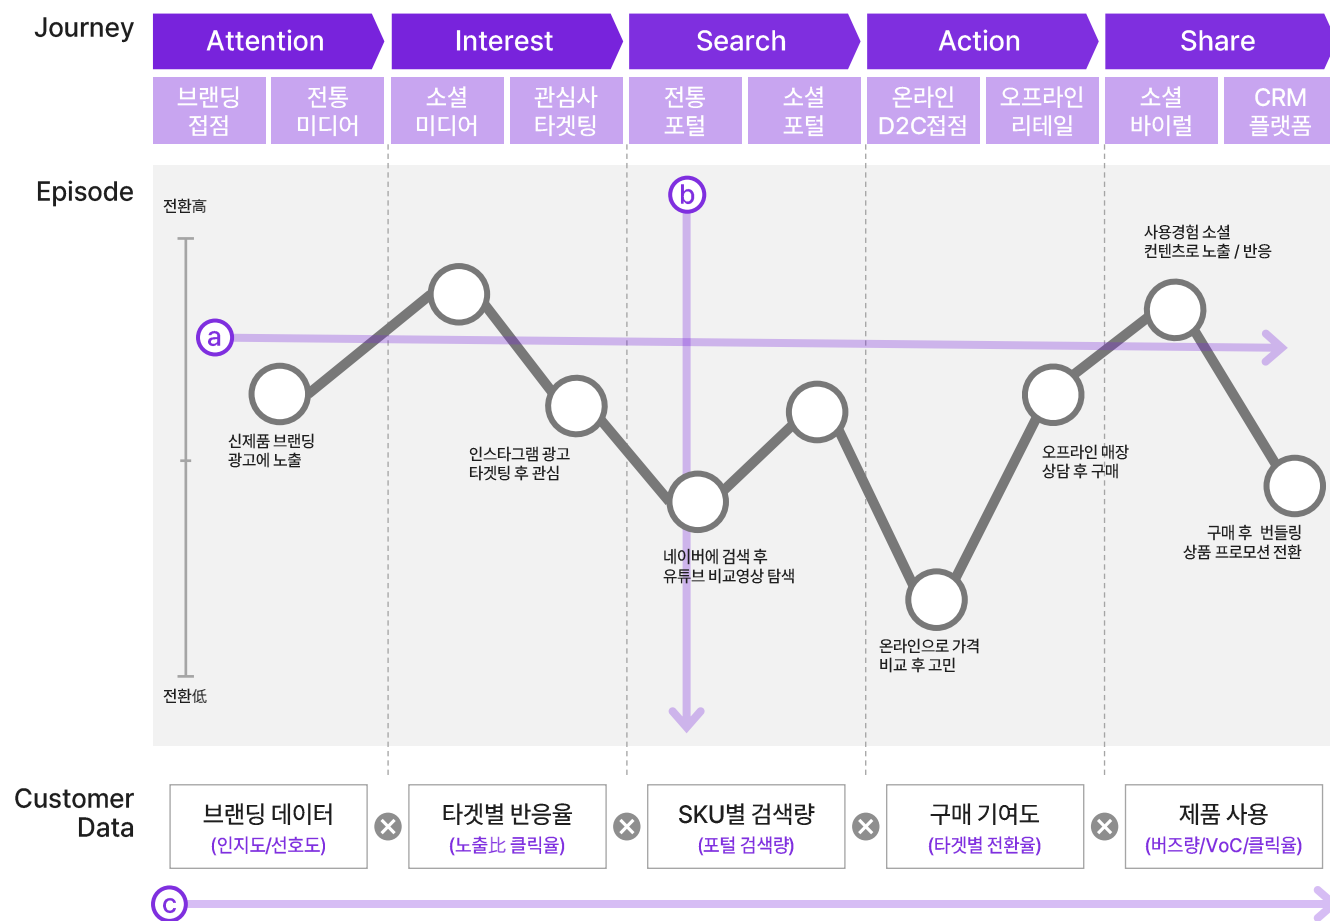 Journey
Attention
Interest
Search
Action
Share
브랜딩
접점
전통
미디어
소셜
미디어
관심사
타겟팅
전통
포털
소셜
포털
온라인
D2C접점
오프라인
리테일
소셜
바이럴
CRM
플랫폼
Episode
전환高
전환低
a
b
신제품 브랜딩
광고에 노출
인스타그램 광고
타겟팅 후 관심
네이버에 검색 후
유튜브 비교영상 탐색
온라인으로 가격
비교 후 고민
오프라인 매장
상담 후 구매
사용경험 소셜
컨텐츠로 노출 / 반응
구매 후 번들링
상품 프로모션 전환
Customer
Data
브랜딩 데이터
(인지도/선호도)
타겟별 반응율
(노출比 클릭율)
SKU별 검색량
(포털 검색량)
구매 기여도
(타겟별 전환율)
제품 사용
(버즈량/VoC/클릭율)
c